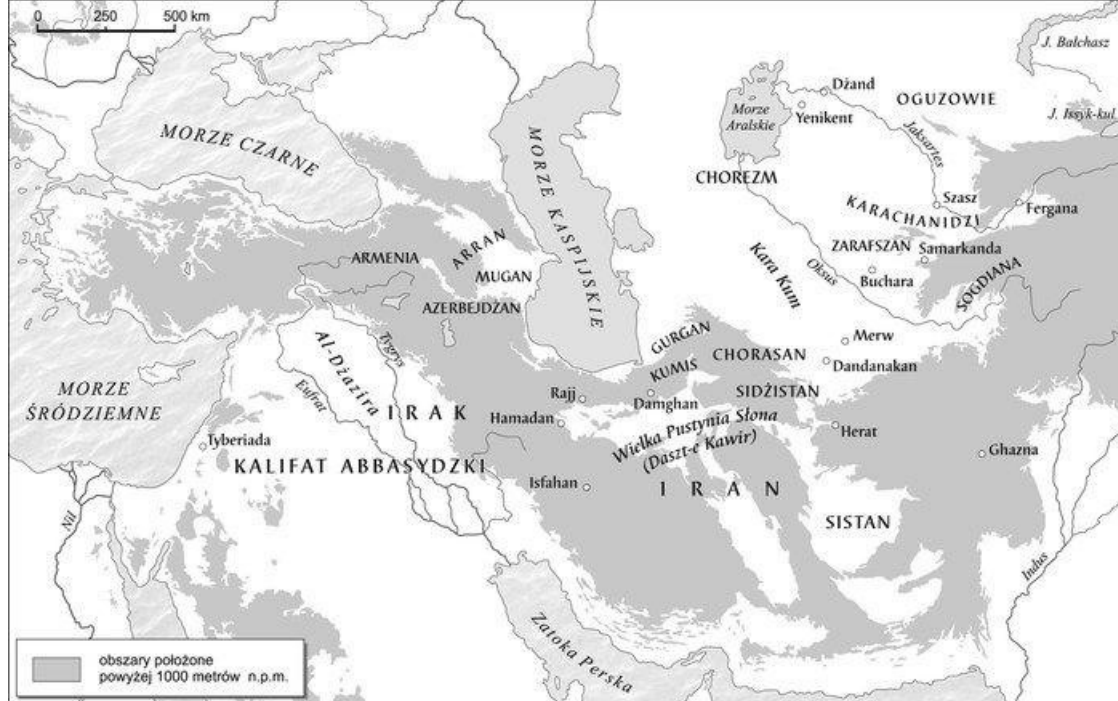 0 250 500 km
J. Bałchasz
J. Issyk-kul
MORZE CZARNE
MORZE KASPIJSKIE
Morze
Aralskie
Dżand
Yenikent
OGUZOWIE
Jaksartes
CHOREZM
Szasz
KARACHANIDZI
Fergana
ZARAFSZAN
Samarkanda
Buchara
SOGDIANA
Kara Kum
Oksus
ARMENIA
ARRAN
MUGAN
AZERBEJDŻAN
Merw
Dandanakan
GURGAN
CHORASAN
KUMIS
SIDŻISTAN
Rajj
Damghan
Hamadan
Wielka Pustynia Słona
(Daszt-e Kawir)
Herat
Ghazna
Al-Dżazira
Tygrys
Eufrat
IRAK
MORZE
ŚRÓDZIEMNE
Tyberiada
KALIFAT ABBASYDZKI
Isfahan
IRAN
SISTAN
Nil
Indus
Zatoka Perska
obszary położone
powyżej 1000 metrów n.p.m.